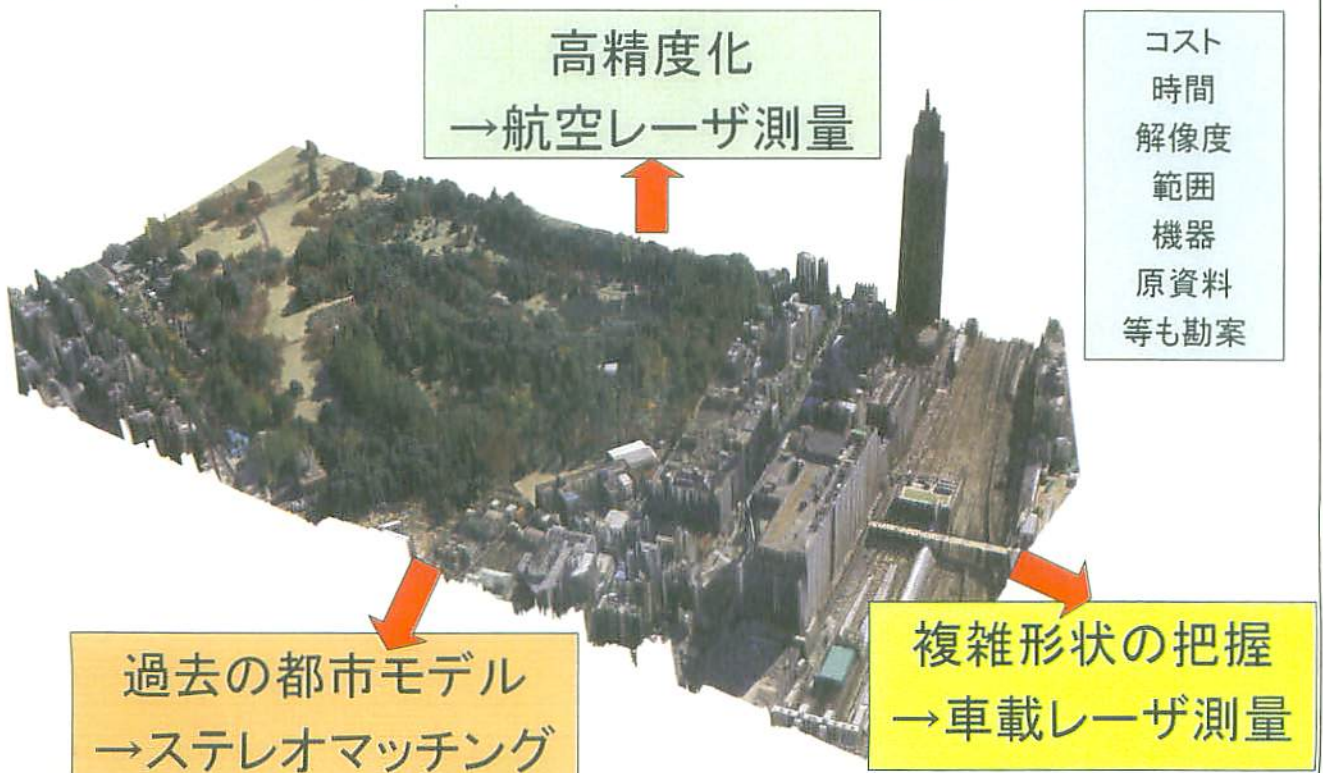 高精度化
→航空レーザ測量
コスト
時間
解像度
範囲
機器
原資料
等も勘案
過去の都市モデル
→ステレオマッチング
複雑形状の把握
→車載レーザ測量